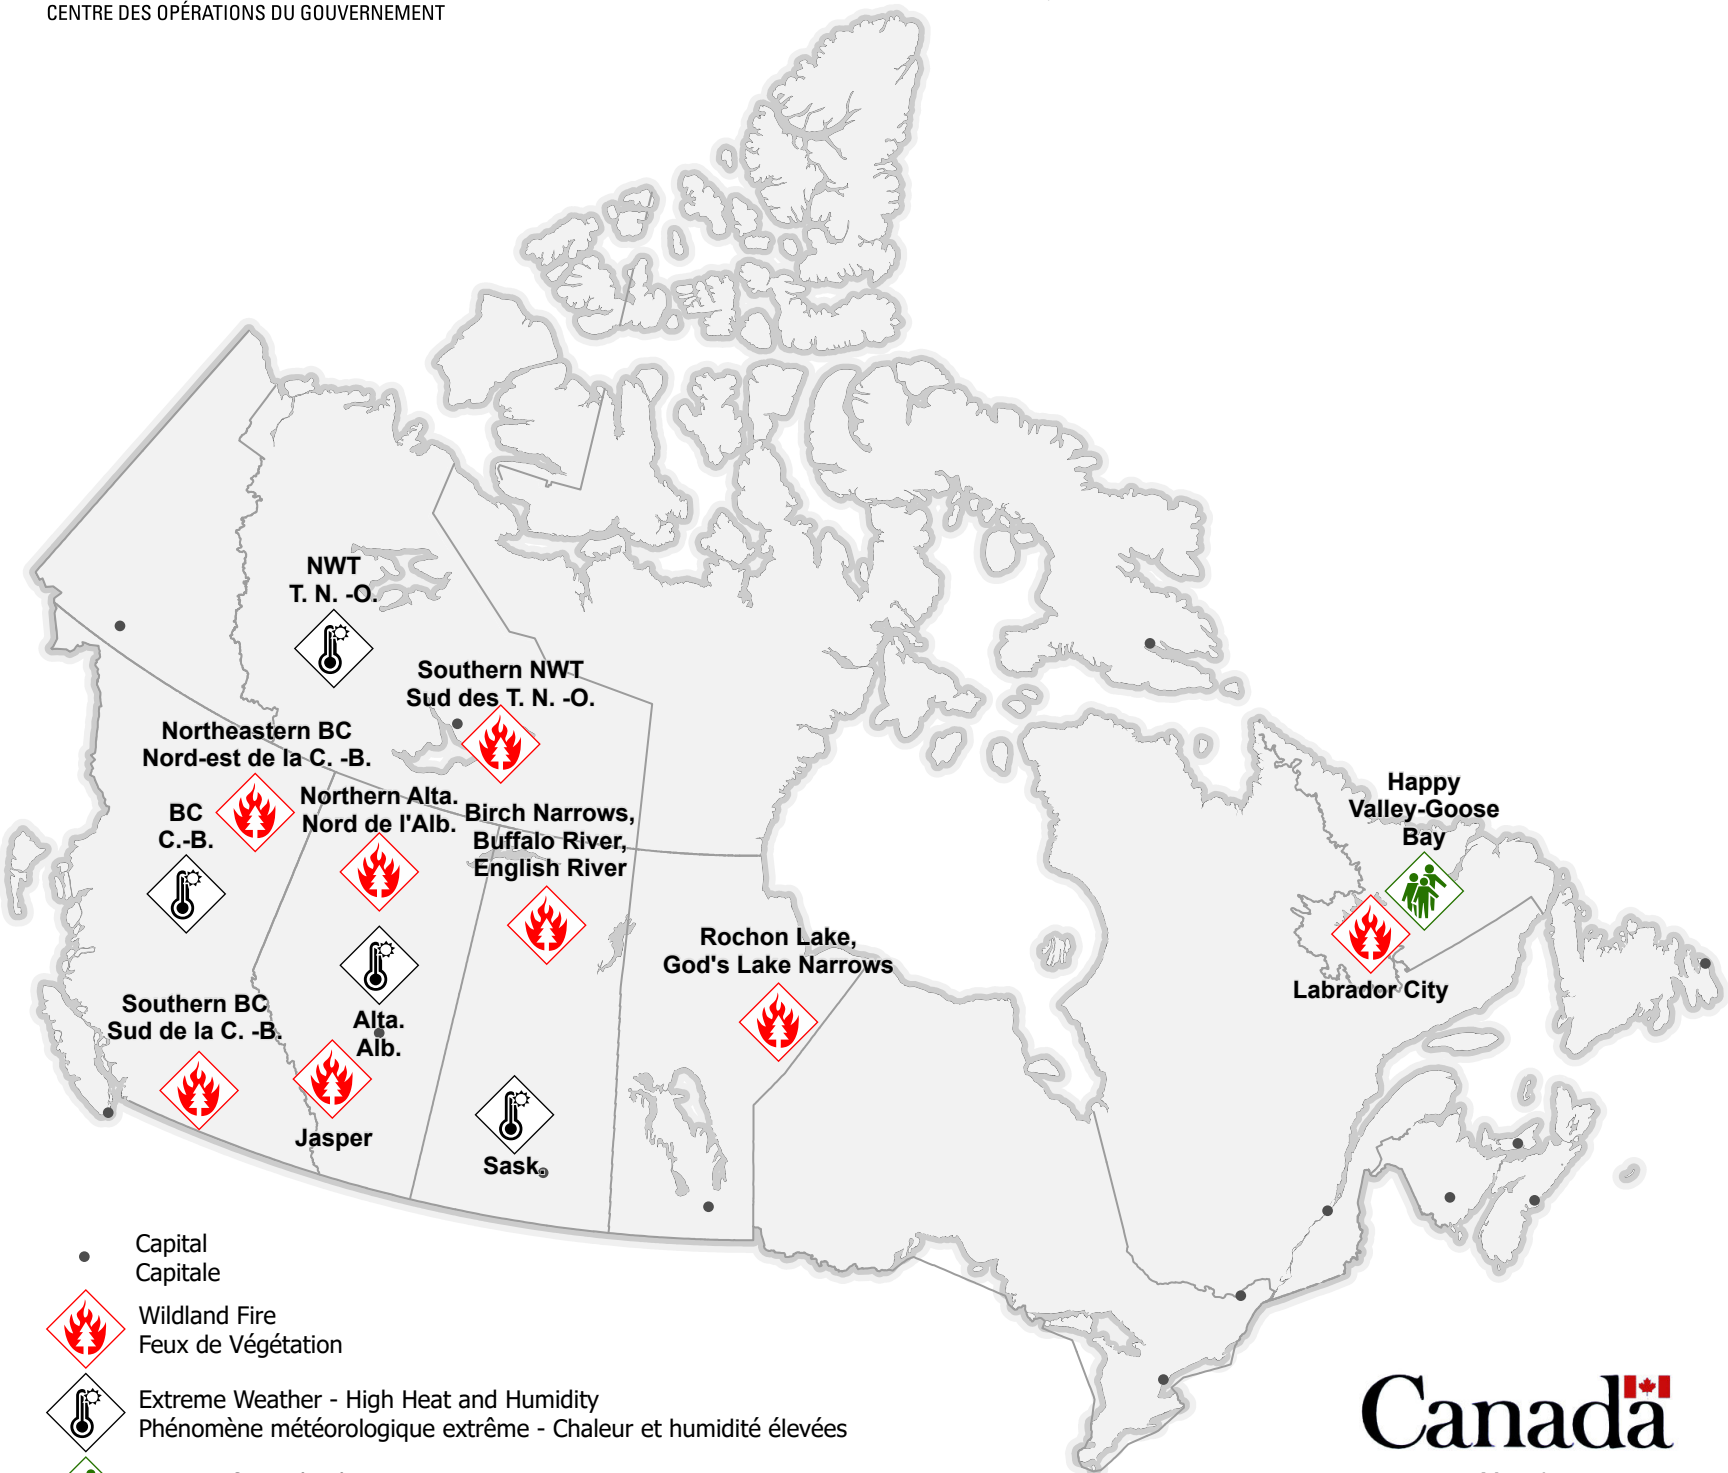 CENTRE DES OPÉRATIONS DU GOUVERNEMENT
NWT
T. N. -O.
Southern NWT
Sud des T. N. -O.
Northeastern BC
Nord-est de la C. -B.
BC
C.-B.
Northern Alta.
Nord de l'Alb.
Birch Narrows,
Buffalo River,
English River
Happy
Valley-Goose
Bay
Labrador City
Rochon Lake,
God's Lake Narrows
Southern BC
Sud de la C. -B.
Alta.
Alb.
Jasper
Sask.
Capital
Capitale
Wildland Fire
Feux de Végétation
Extreme Weather - High Heat and Humidity
Phénomène météorologique extrême - Chaleur et humidité élevées
Canada